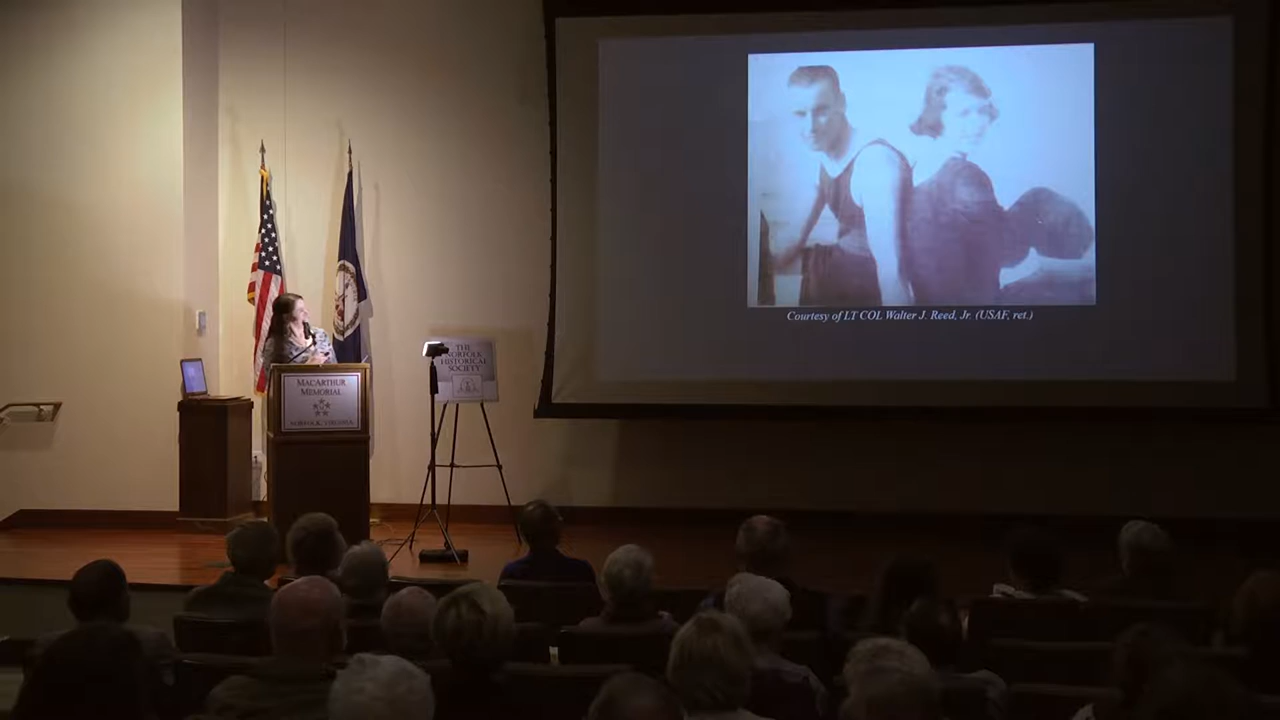 Courtesy of LT COL Walter J. Reed, Jr. (USAF, ret.)
THE
NORFOLK
HISTORICAL
SOCIETY
MACARTHUR
MEMORIAL
NORFOLK, VIRGINIA